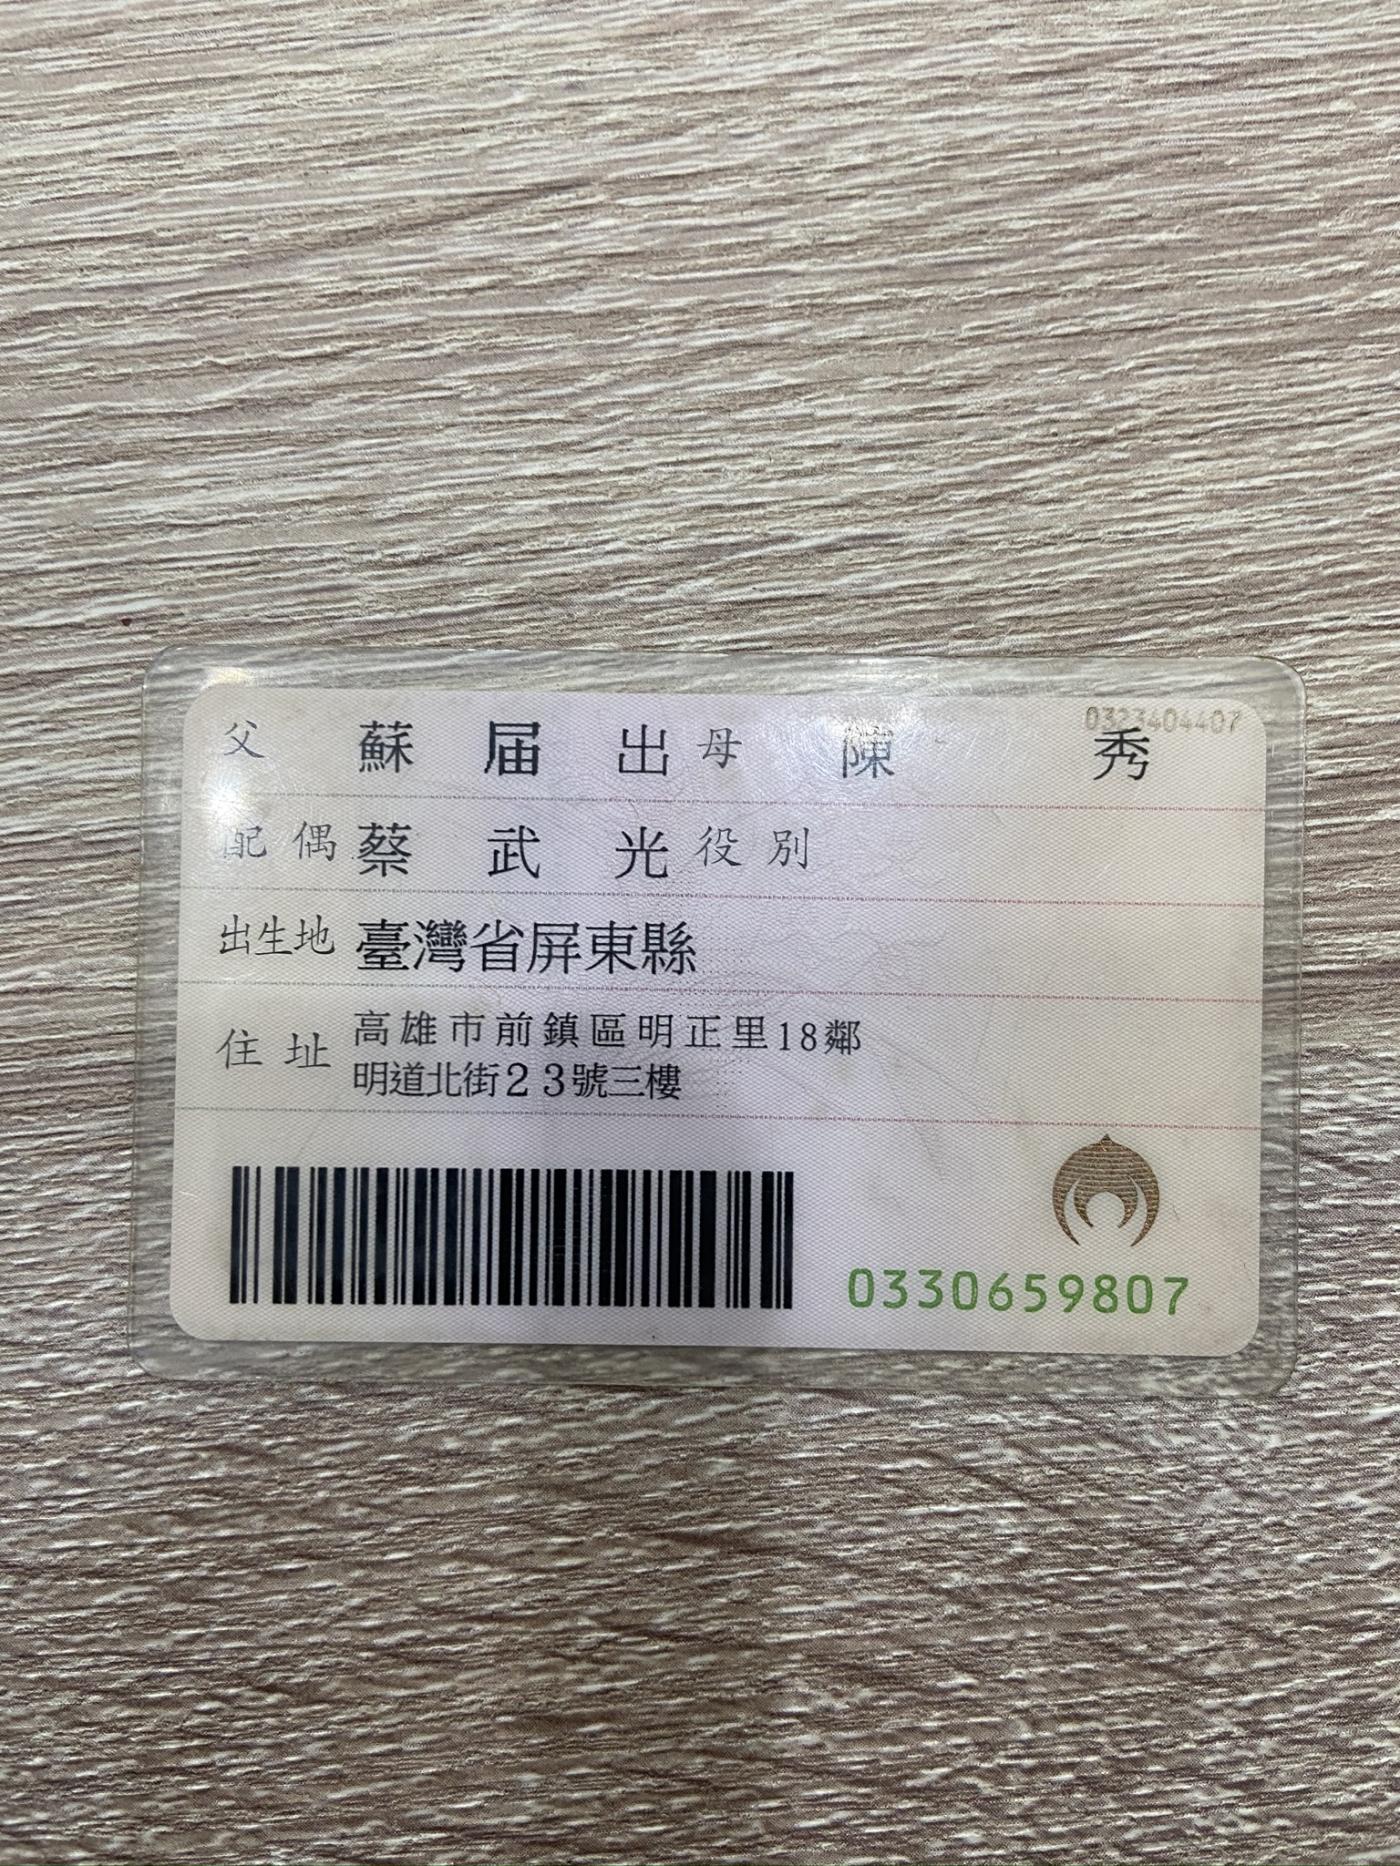 0323404407
父 蘇屆出 母 陳秀
配偶 蔡武光 役別
出生地 臺灣省屏東縣
住址 高雄市前鎮區明正里18鄰
明道北街23號三樓
0330659807